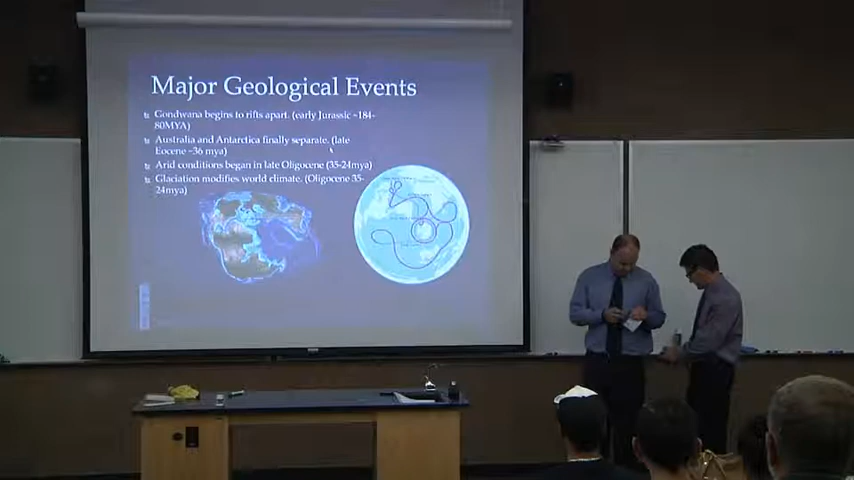 Major Geological Events
Gondwana begins to rifts apart. (early Jurassic ~184-
80MYA)
Australia and Antarctica finally separate. (late
Eocene ~36 mya)
Arid conditions began in late Oligocene (35-24mya)
Glaciation modifies world climate. (Oligocene 35-
24mya)